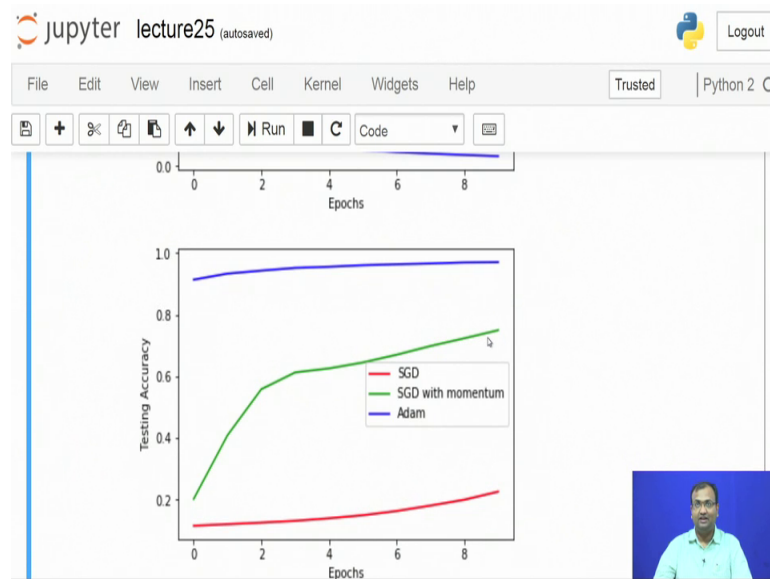 jupyter lecture25 (autosaved)
Logout
File Edit View Insert Cell Kernel Widgets Help
Trusted
Python 2
Run
Code
0.0
0 2 4 6 8
Epochs
1.0
0.8
0.6
0.4
0.2
Testing Accuracy
SGD
SGD with momentum
Adam
0 2 4 6 8
Epochs